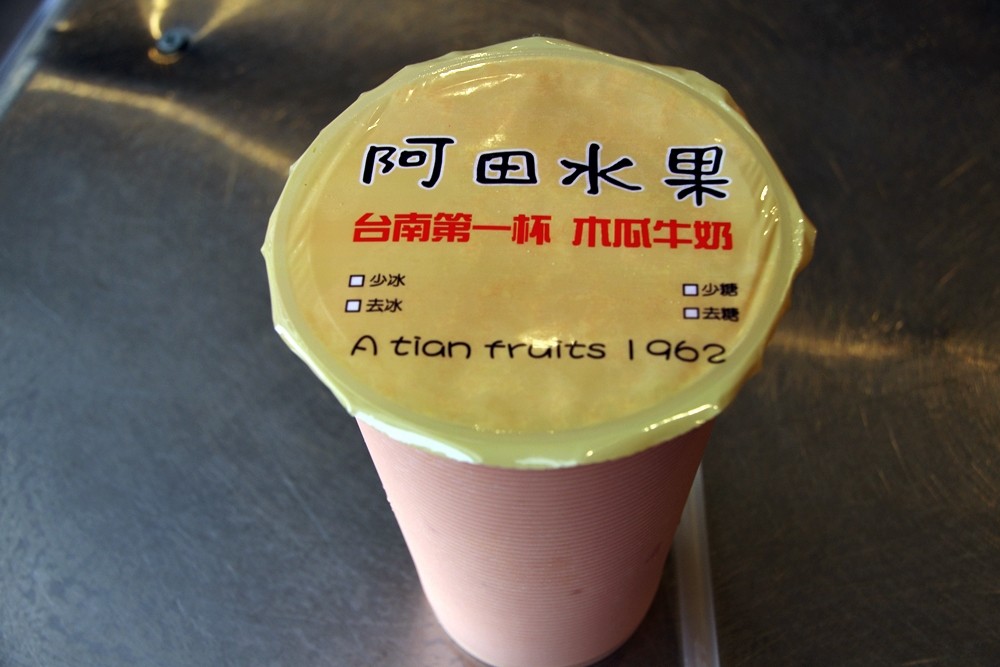 阿田水果
台南第一杯 木瓜牛奶
少冰 少糖
去冰 去糖
A tian fruits 1962